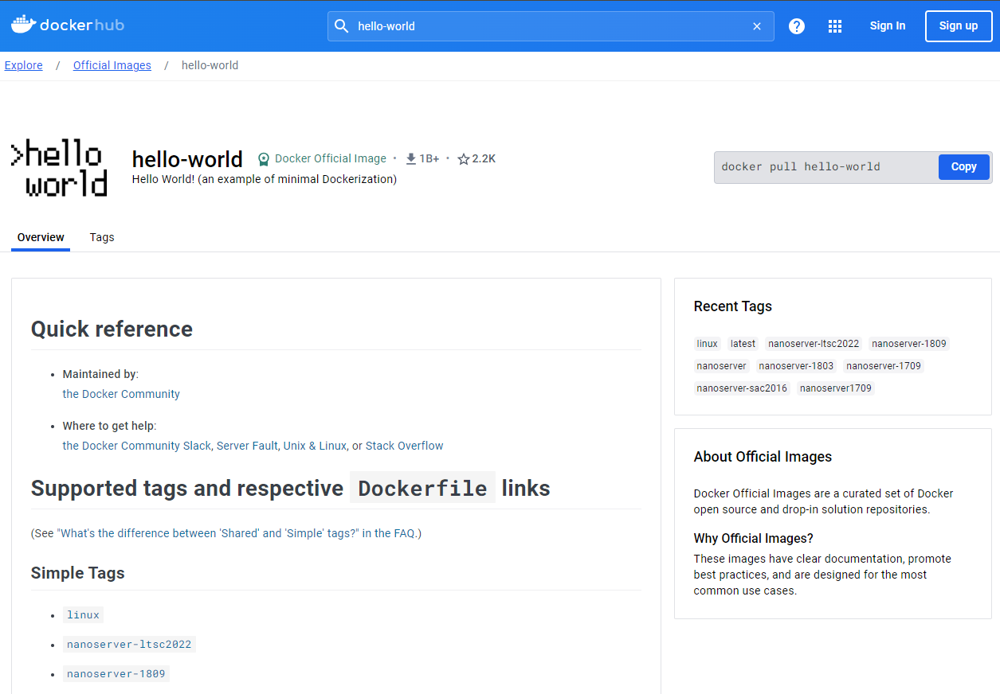 docker hub
hello-world
Sign In
Sign up
Explore / Official Images / hello-world
>hello
world
hello-world Docker Official Image • 1B+ • 2.2K
Hello World! (an example of minimal Dockerization)
docker pull hello-world
Copy
Overview
Tags
Quick reference
Maintained by:
the Docker Community
Where to get help:
the Docker Community Slack, Server Fault, Unix & Linux, or Stack Overflow
Supported tags and respective Dockerfile links
(See "What's the difference between 'Shared' and 'Simple' tags?" in the FAQ.)
Simple Tags
linux
nanoserver-ltsc2022
nanoserver-1809
Recent Tags
linux latest nanoserver-ltsc2022 nanoserver-1809
nanoserver nanoserver-1803 nanoserver-1709
nanoserver-sac2016 nanoserver1709
About Official Images
Docker Official Images are a curated set of Docker
open source and drop-in solution repositories.
Why Official Images?
These images have clear documentation, promote
best practices, and are designed for the most
common use cases.